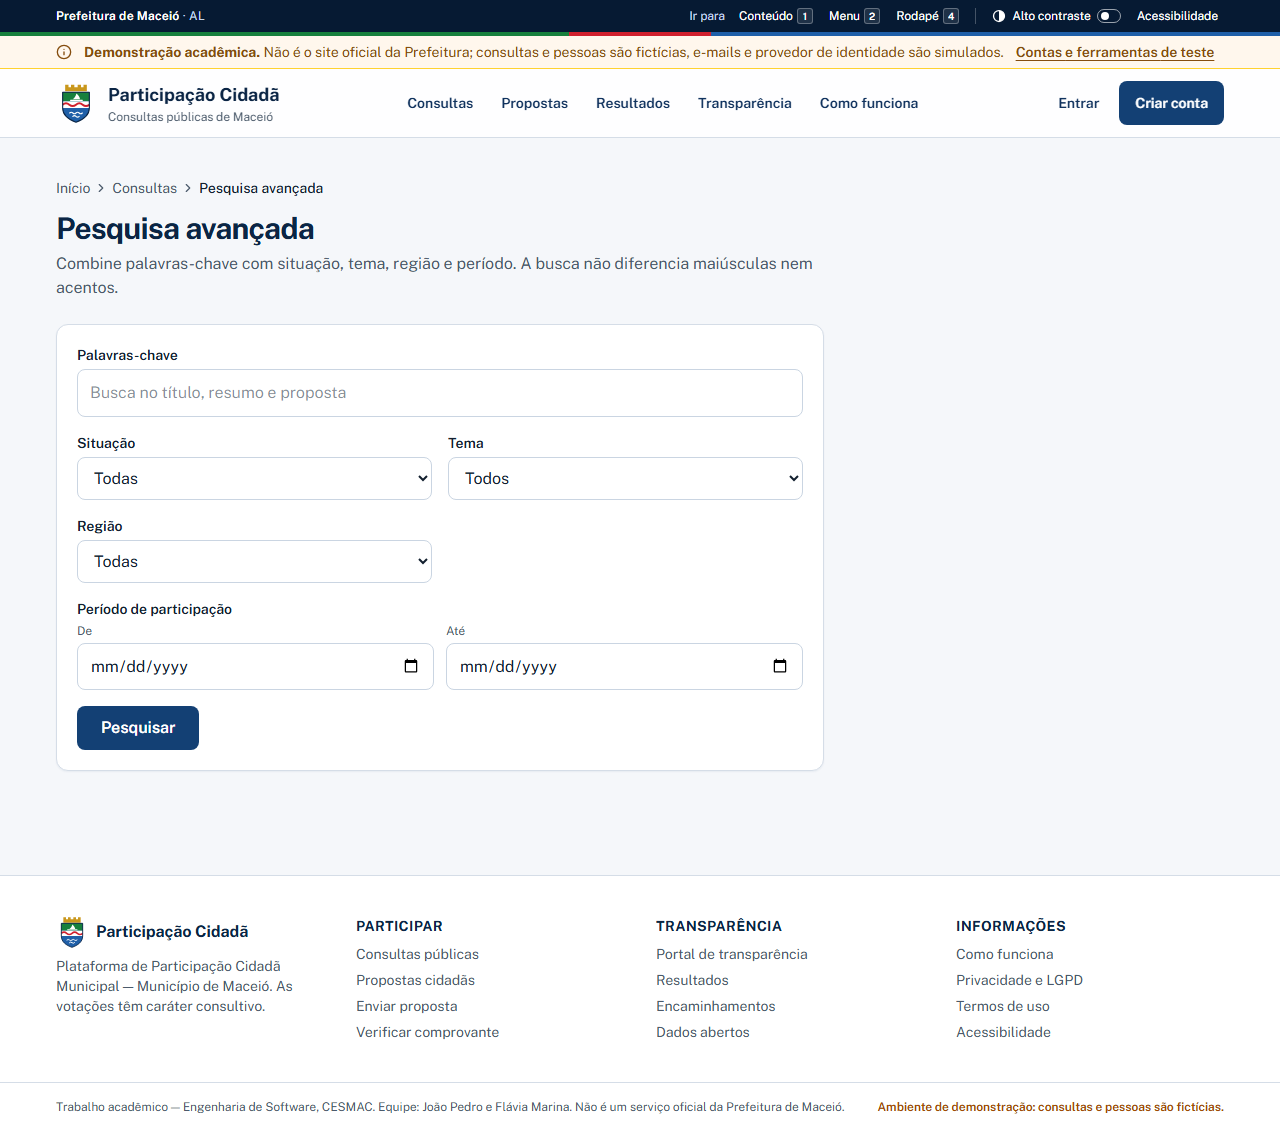 Prefeitura de Maceió · AL
Ir para Conteúdo 1 Menu 2 Rodapé 4 Alto contraste Acessibilidade
Demonstração acadêmica. Não é o site oficial da Prefeitura; consultas e pessoas são fictícias, e-mails e provedor de identidade são simulados. Contas e ferramentas de teste
Participação Cidadã
Consultas públicas de Maceió
Consultas Propostas Resultados Transparência Como funciona Entrar Criar conta
Início > Consultas > Pesquisa avançada
Pesquisa avançada
Combine palavras-chave com situação, tema, região e período. A busca não diferencia maiúsculas nem
acentos.
Palavras-chave
Busca no título, resumo e proposta
Situação Tema
Todas Todos
Região
Todas
Período de participação
De Até
mm/dd/yyyy mm/dd/yyyy
Pesquisar
Participação Cidadã
Plataforma de Participação Cidadã
Municipal — Município de Maceió. As
votações têm caráter consultivo.
PARTICIPAR
Consultas públicas
Propostas cidadãs
Enviar proposta
Verificar comprovante
TRANSPARÊNCIA
Portal de transparência
Resultados
Encaminhamentos
Dados abertos
INFORMAÇÕES
Como funciona
Privacidade e LGPD
Termos de uso
Acessibilidade
Trabalho acadêmico — Engenharia de Software, CESMAC. Equipe: João Pedro e Flávia Marina. Não é um serviço oficial da Prefeitura de Maceió.
Ambiente de demonstração: consultas e pessoas são fictícias.